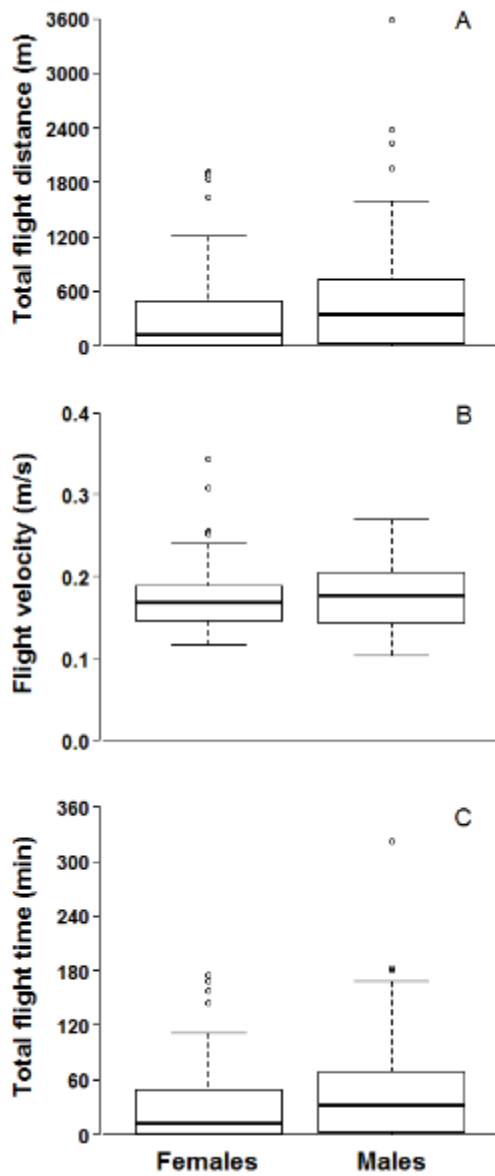 A
Total flight distance (m)
3600
3000
2400
1800
1200
600
0
B
Flight velocity (m/s)
0.4
0.3
0.2
0.1
0.0
C
Total flight time (min)
360
300
240
180
120
60
0
Females Males